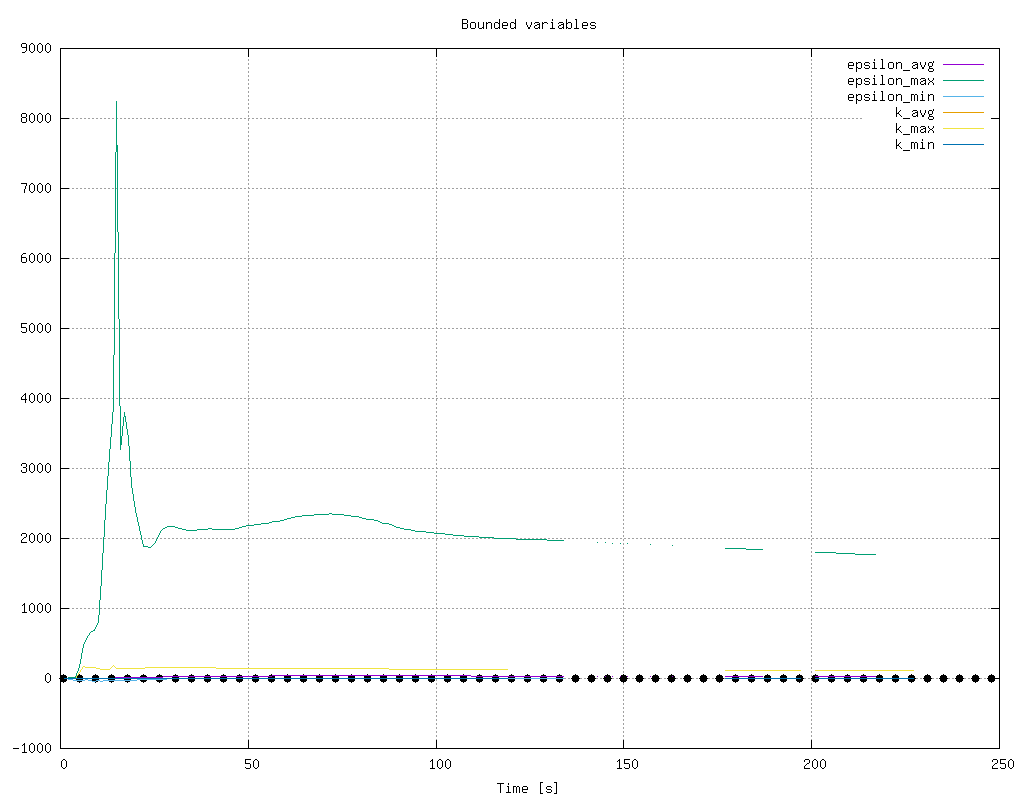 Bounded variables
9000
8000
7000
6000
5000
4000
3000
2000
1000
0
-1000
epsilon_avg
epsilon_max
epsilon_min
k_avg
k_max
k_min
0 50 100 150 200 250
Time [s]